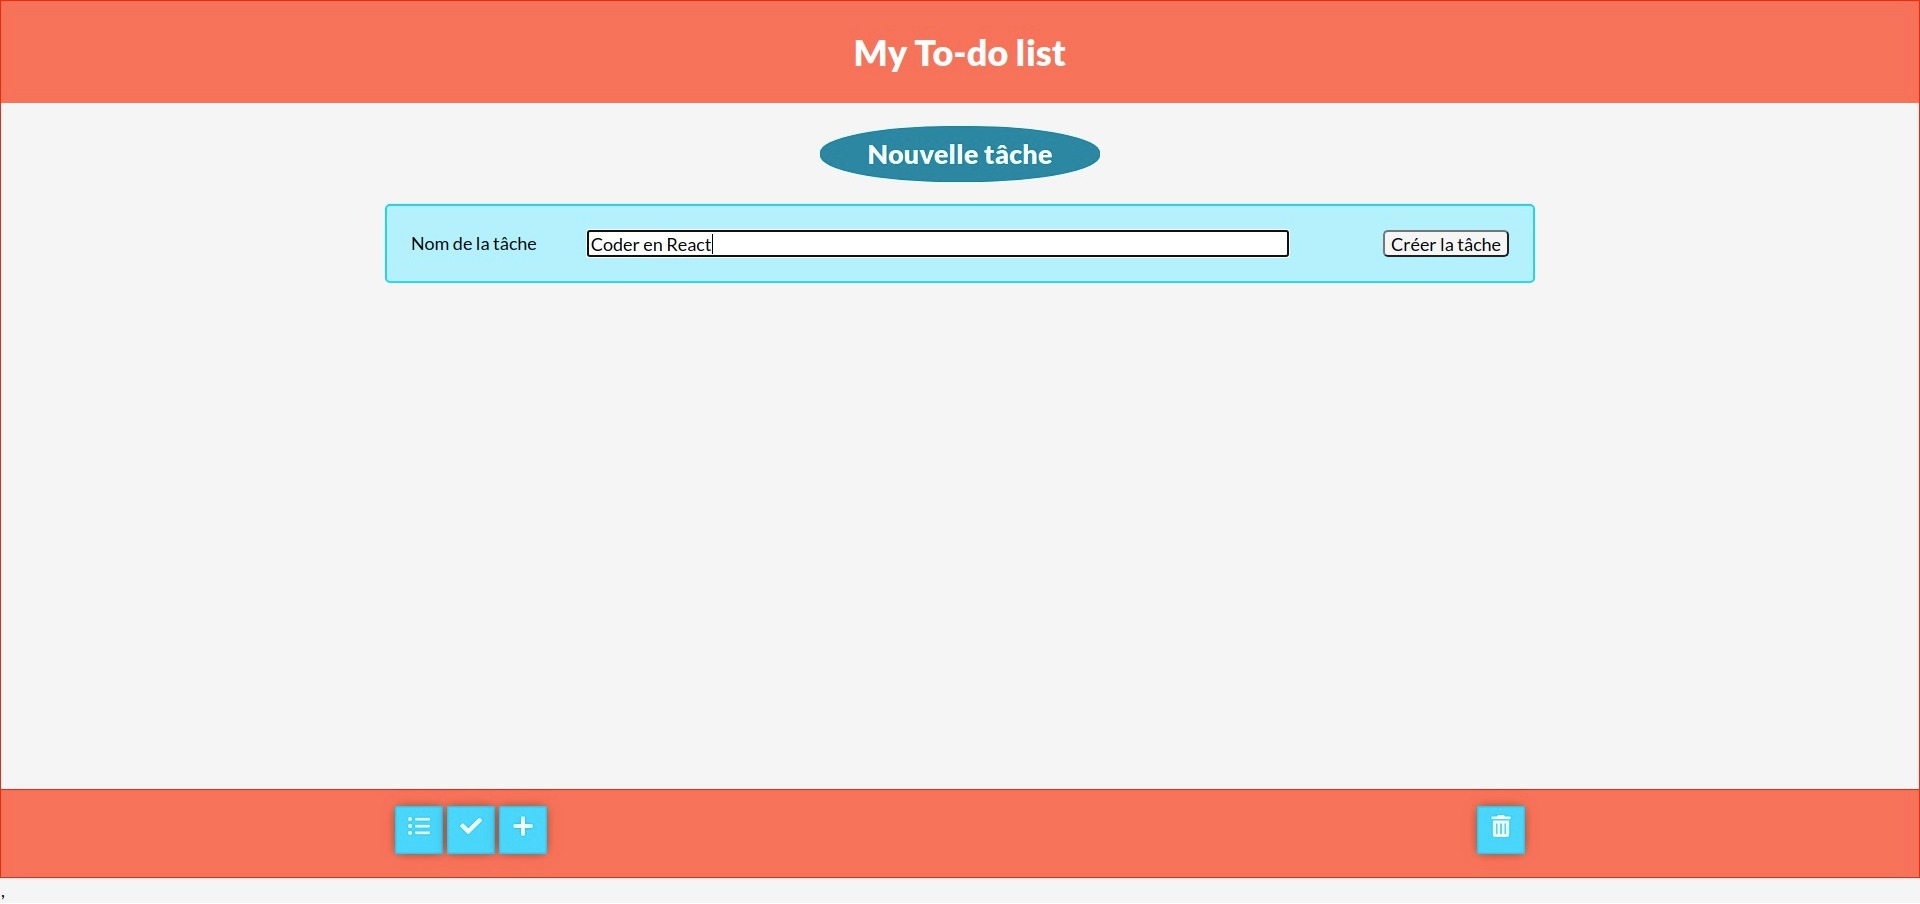 My To-do list
Nouvelle tâche
Nom de la tâche Coder en React Créer la tâche
,